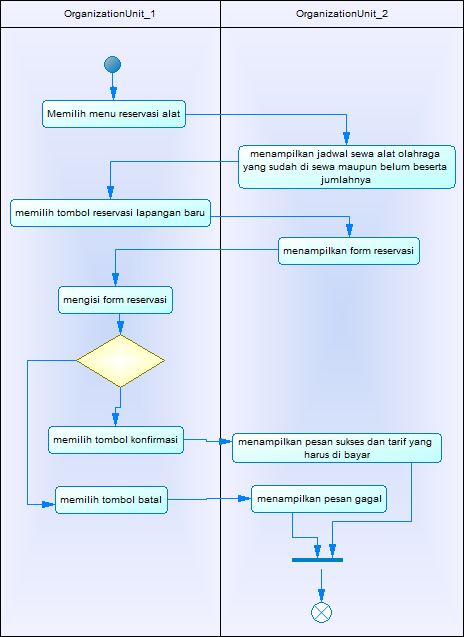 OrganizationUnit_1
OrganizationUnit_2
Memilih menu reservasi alat
menampilkan jadwal sewa alat olahraga
yang sudah di sewa maupun belum beserta
jumlahnya
memilih tombol reservasi lapangan baru
menampilkan form reservasi
mengisi form reservasi
memilih tombol konfirmasi
menampilkan pesan sukses dan tarif yang
harus di bayar
memilih tombol batal
menampilkan pesan gagal